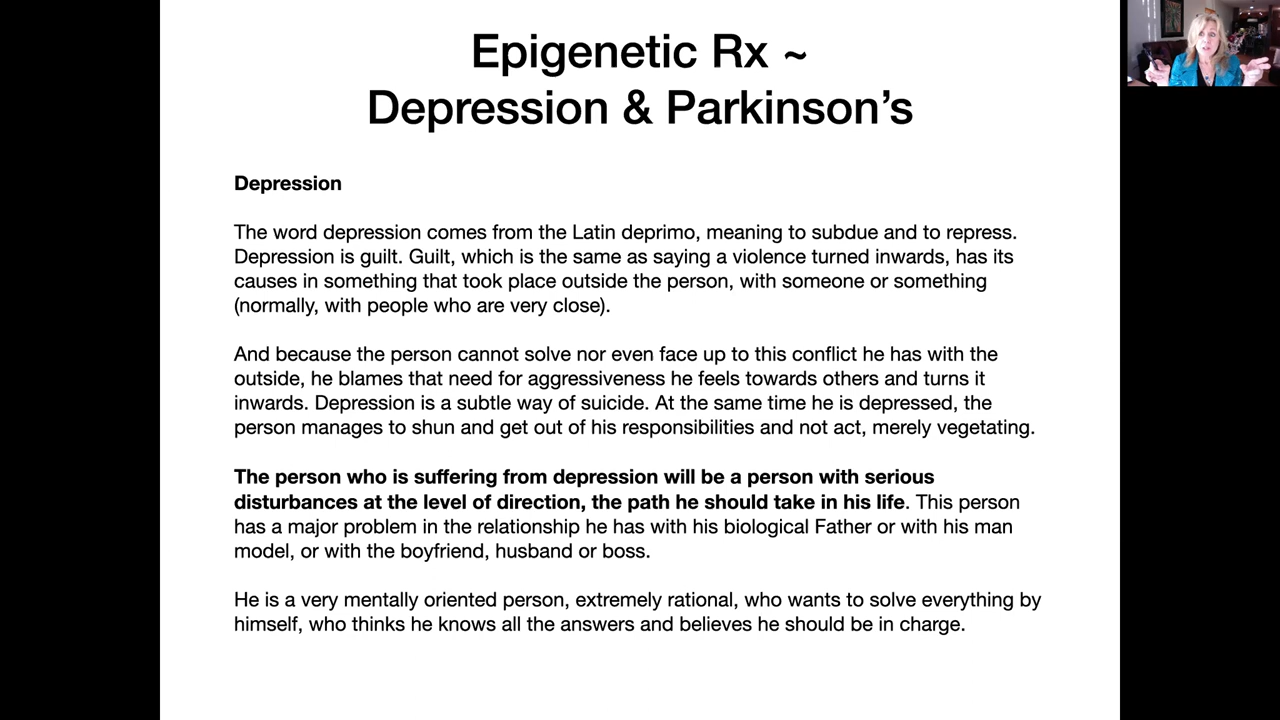 Epigenetic Rx ~
Depression & Parkinson's
Depression
The word depression comes from the Latin deprimo, meaning to subdue and to repress.
Depression is guilt. Guilt, which is the same as saying a violence turned inwards, has its
causes in something that took place outside the person, with someone or something
(normally, with people who are very close).
And because the person cannot solve nor even face up to this conflict he has with the
outside, he blames that need for aggressiveness he feels towards others and turns it
inwards. Depression is a subtle way of suicide. At the same time he is depressed, the
person manages to shun and get out of his responsibilities and not act, merely vegetating.
The person who is suffering from depression will be a person with serious
disturbances at the level of direction, the path he should take in his life. This person
has a major problem in the relationship he has with his biological Father or with his man
model, or with the boyfriend, husband or boss.
He is a very mentally oriented person, extremely rational, who wants to solve everything by
himself, who thinks he knows all the answers and believes he should be in charge.